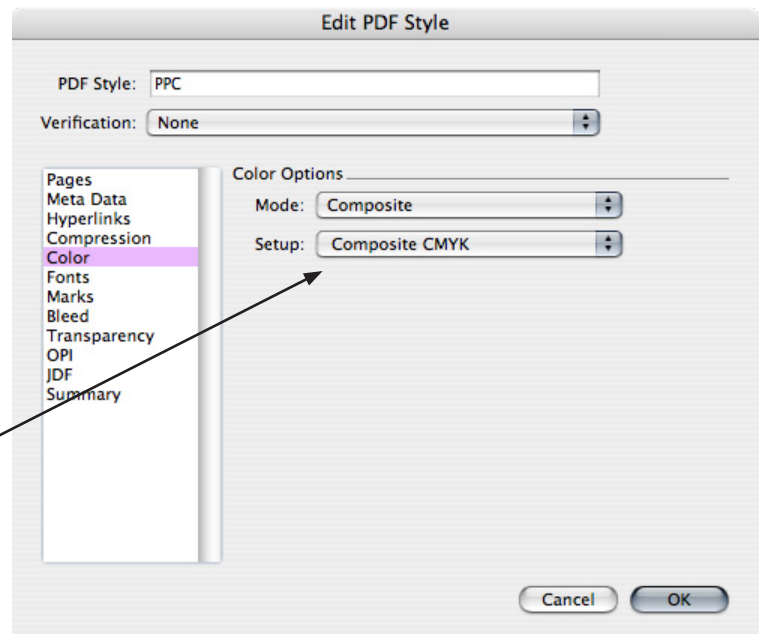 Edit PDF Style
PDF Style: PPC
Verification: None
Pages
Meta Data
Hyperlinks
Compression
Color
Fonts
Marks
Bleed
Transparency
OPI
JDF
Summary
Color Options
Mode: Composite
Setup: Composite CMYK
Cancel OK